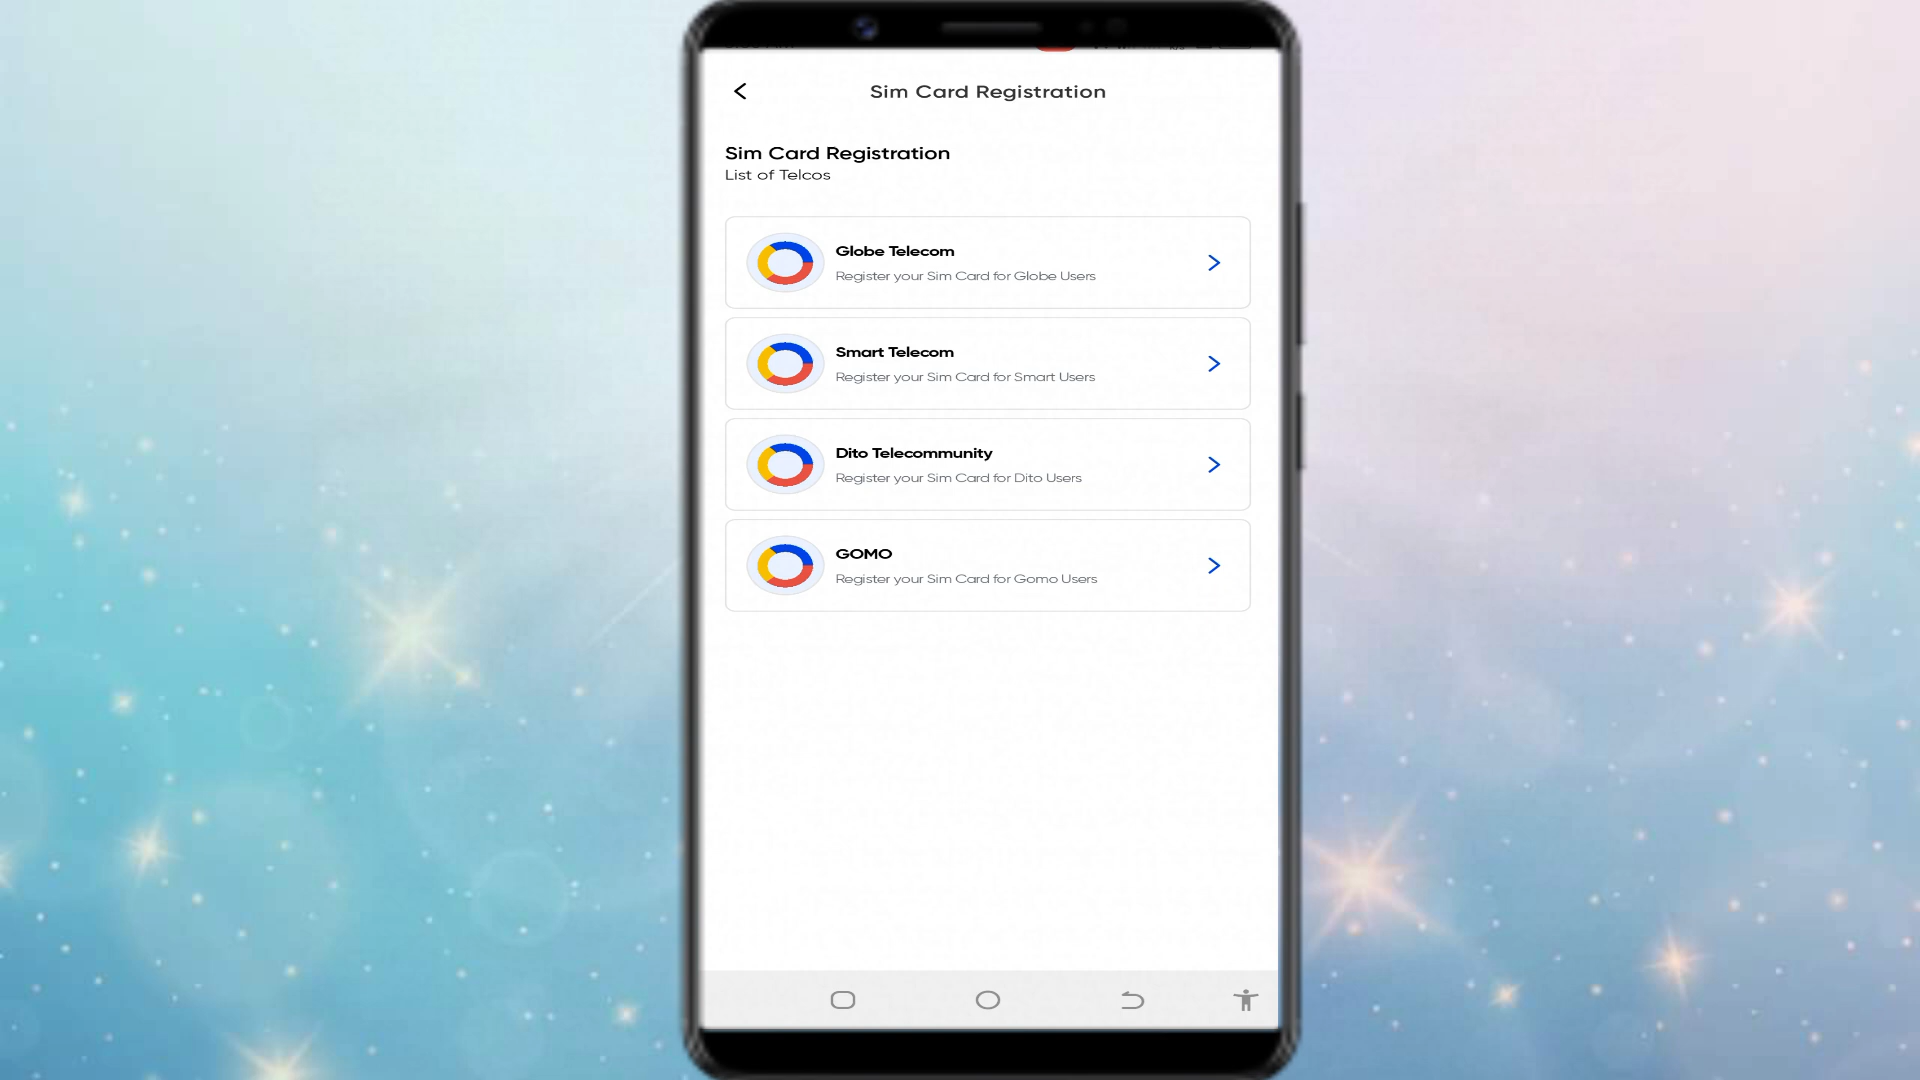 Sim Card Registration
Sim Card Registration
List of Telcos
Globe Telecom
Register your Sim Card for Globe Users
Smart Telecom
Register your Sim Card for Smart Users
Dito Telecommunity
Register your Sim Card for Dito Users
GOMO
Register your Sim Card for Gomo Users